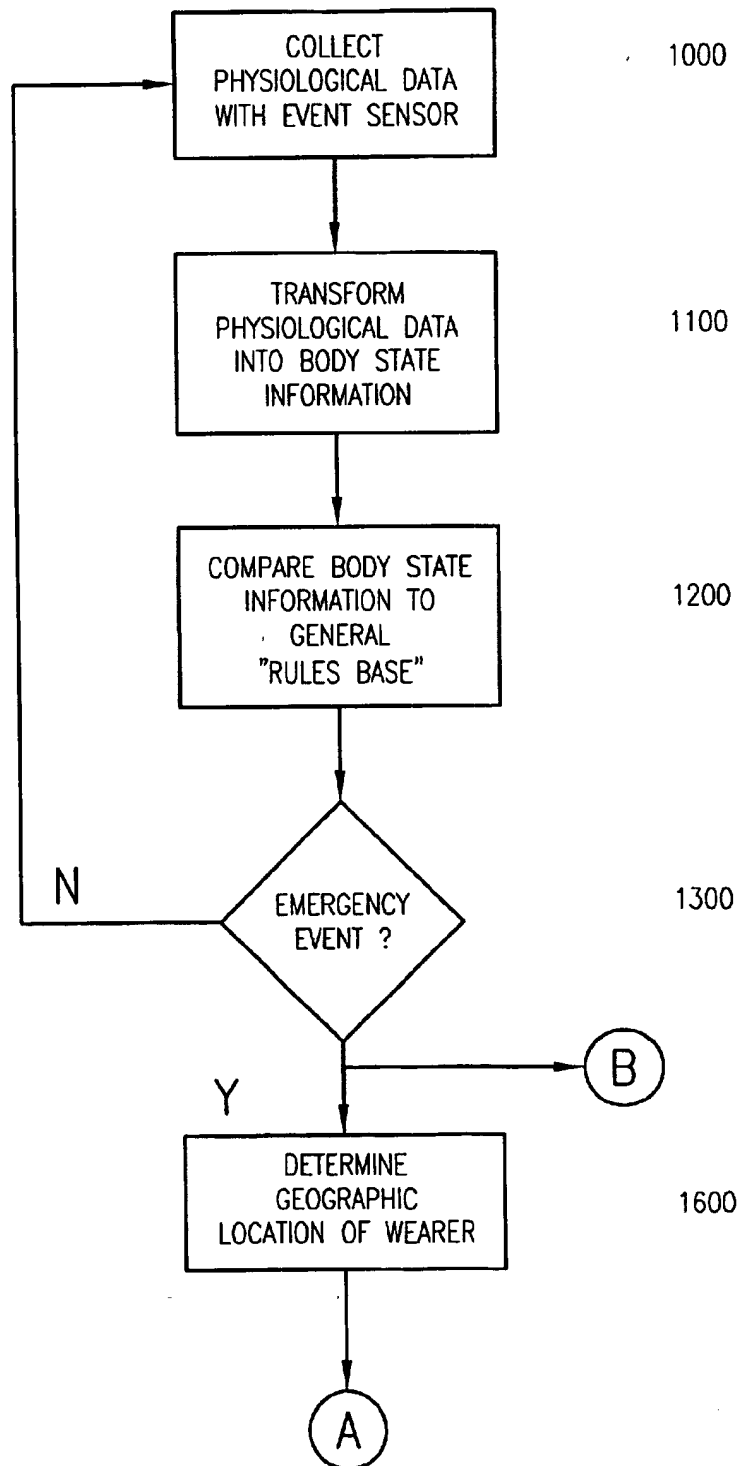 COLLECT
PHYSIOLOGICAL DATA
WITH EVENT SENSOR
1000
TRANSFORM
PHYSIOLOGICAL DATA
INTO BODY STATE
INFORMATION
1100
COMPARE BODY STATE
INFORMATION TO
GENERAL
"RULES BASE"
1200
N
EMERGENCY
EVENT ?
1300
B
Y
DETERMINE
GEOGRAPHIC
LOCATION OF WEARER
1600
A